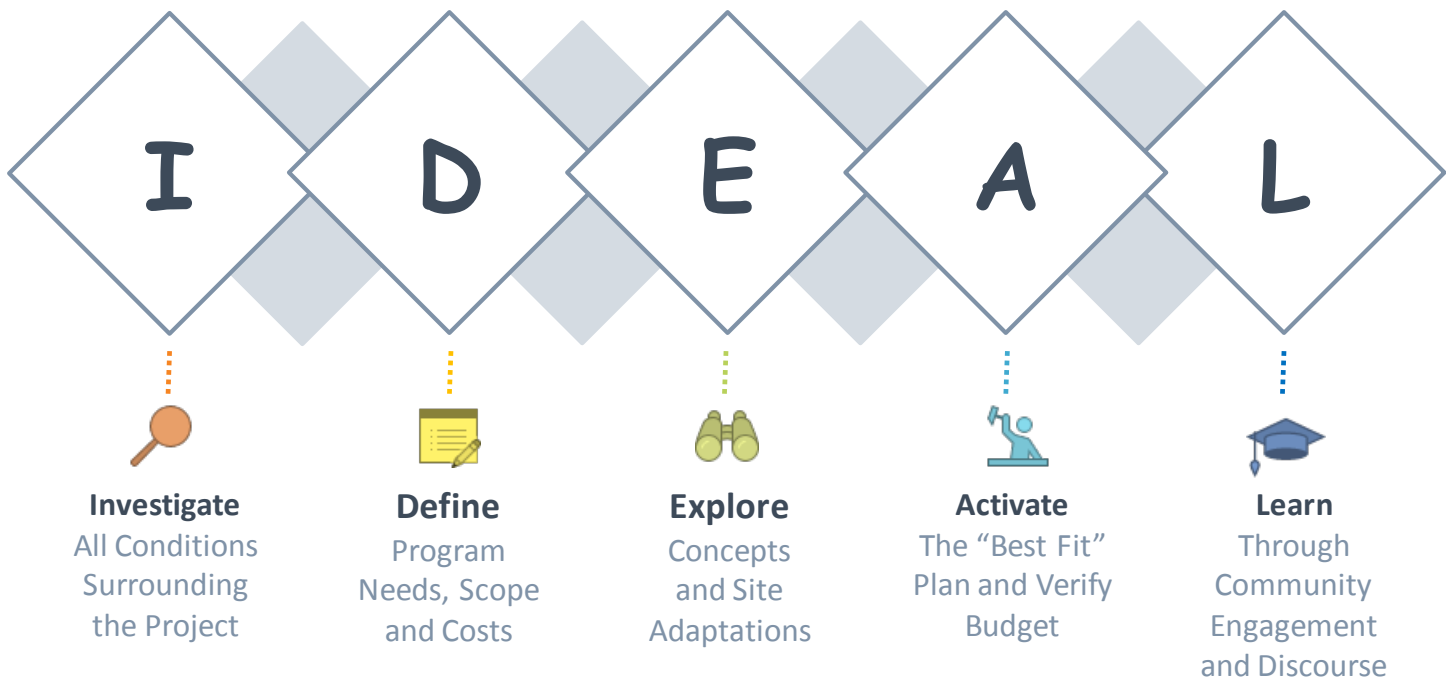 I D E A L
Investigate
All Conditions
Surrounding
the Project
Define
Program
Needs, Scope
and Costs
Explore
Concepts
and Site
Adaptations
Activate
The “Best Fit”
Plan and Verify
Budget
Learn
Through
Community
Engagement
and Discourse